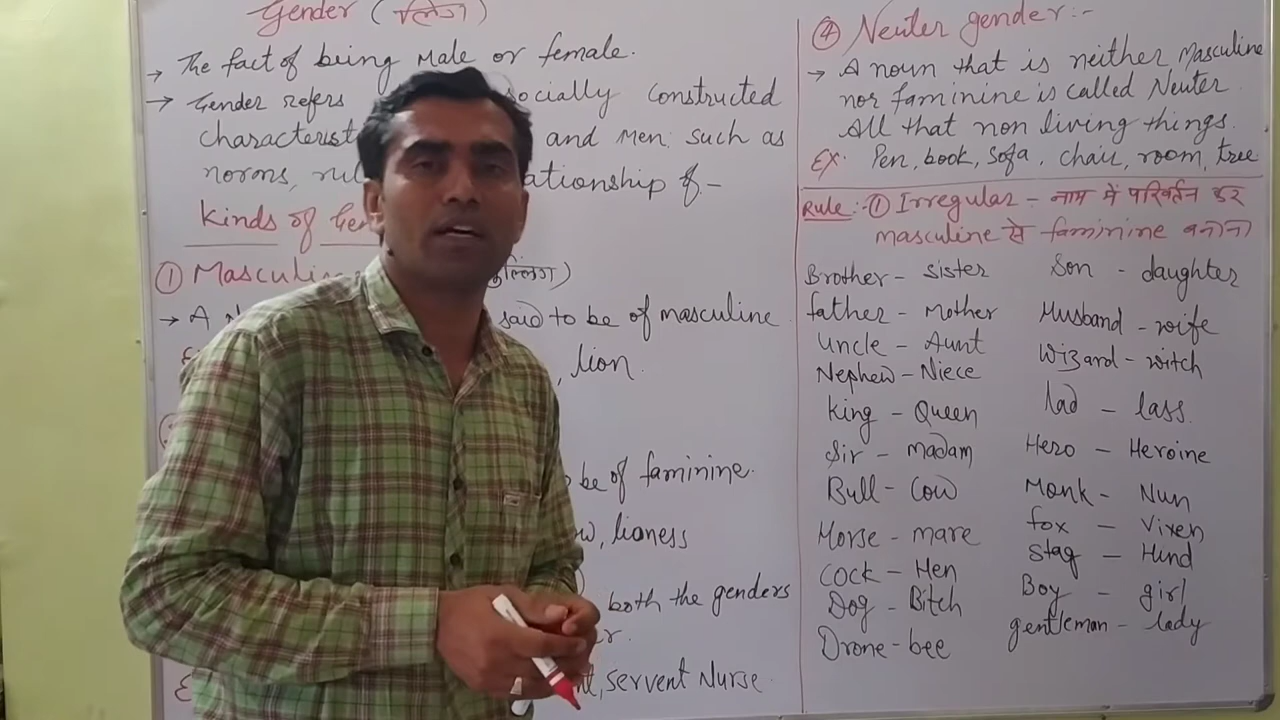 Gender (लिंग)
→ The fact of being Male or female.
→ Gender refers socially constructed
and Men such as
norms, of-
kinds of
① Masculin
→ A said to be of masculine
, lion.
be of faminine.
, lioness
both the genders
, servent Nurse
④ Neuter gender:-
→ A noun that is neither Masculine
nor faminine is called Neuter
All that non living things.
EX: Pen, book, Sofa, chair, room, tree
Rule:- ① Irregular - नाम में परिवर्तन कर
masculine से faminine बनाना
Brother - sister
father - Mother
Uncle - Aunt
Nephew - Niece
King - Queen
Sir - madam
Bull - Cow
Horse - mare
Cock - Hen
Dog - Bitch
Drone - bee
Son - daughter
Husband - wife
Wizard - witch
lad - lass.
Hero - Heroine
Monk - Nun
fox - Vixen
Stag - Hind
Boy - girl
gentleman - lady